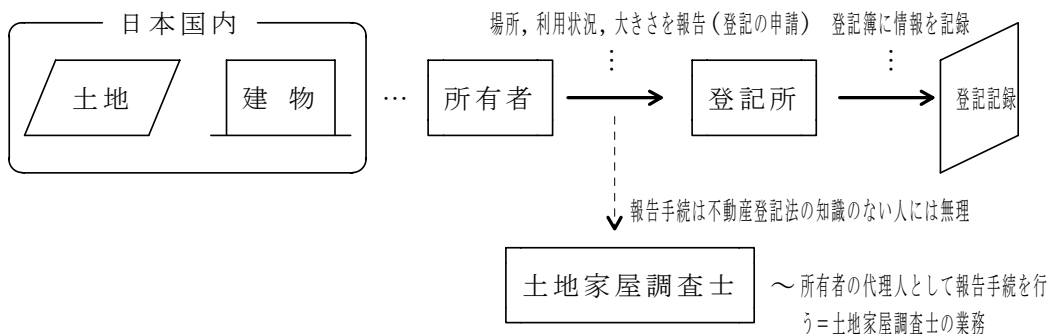 日本国内
場所，利用状況，大きさを報告（登記の申請）
登記簿に情報を記録
土地
建物
…
所有者
登記所
登記記録
報告手続は不動産登記法の知識のない人には無理
土地家屋調査士
～所有者の代理人として報告手続を行
う＝土地家屋調査士の業務